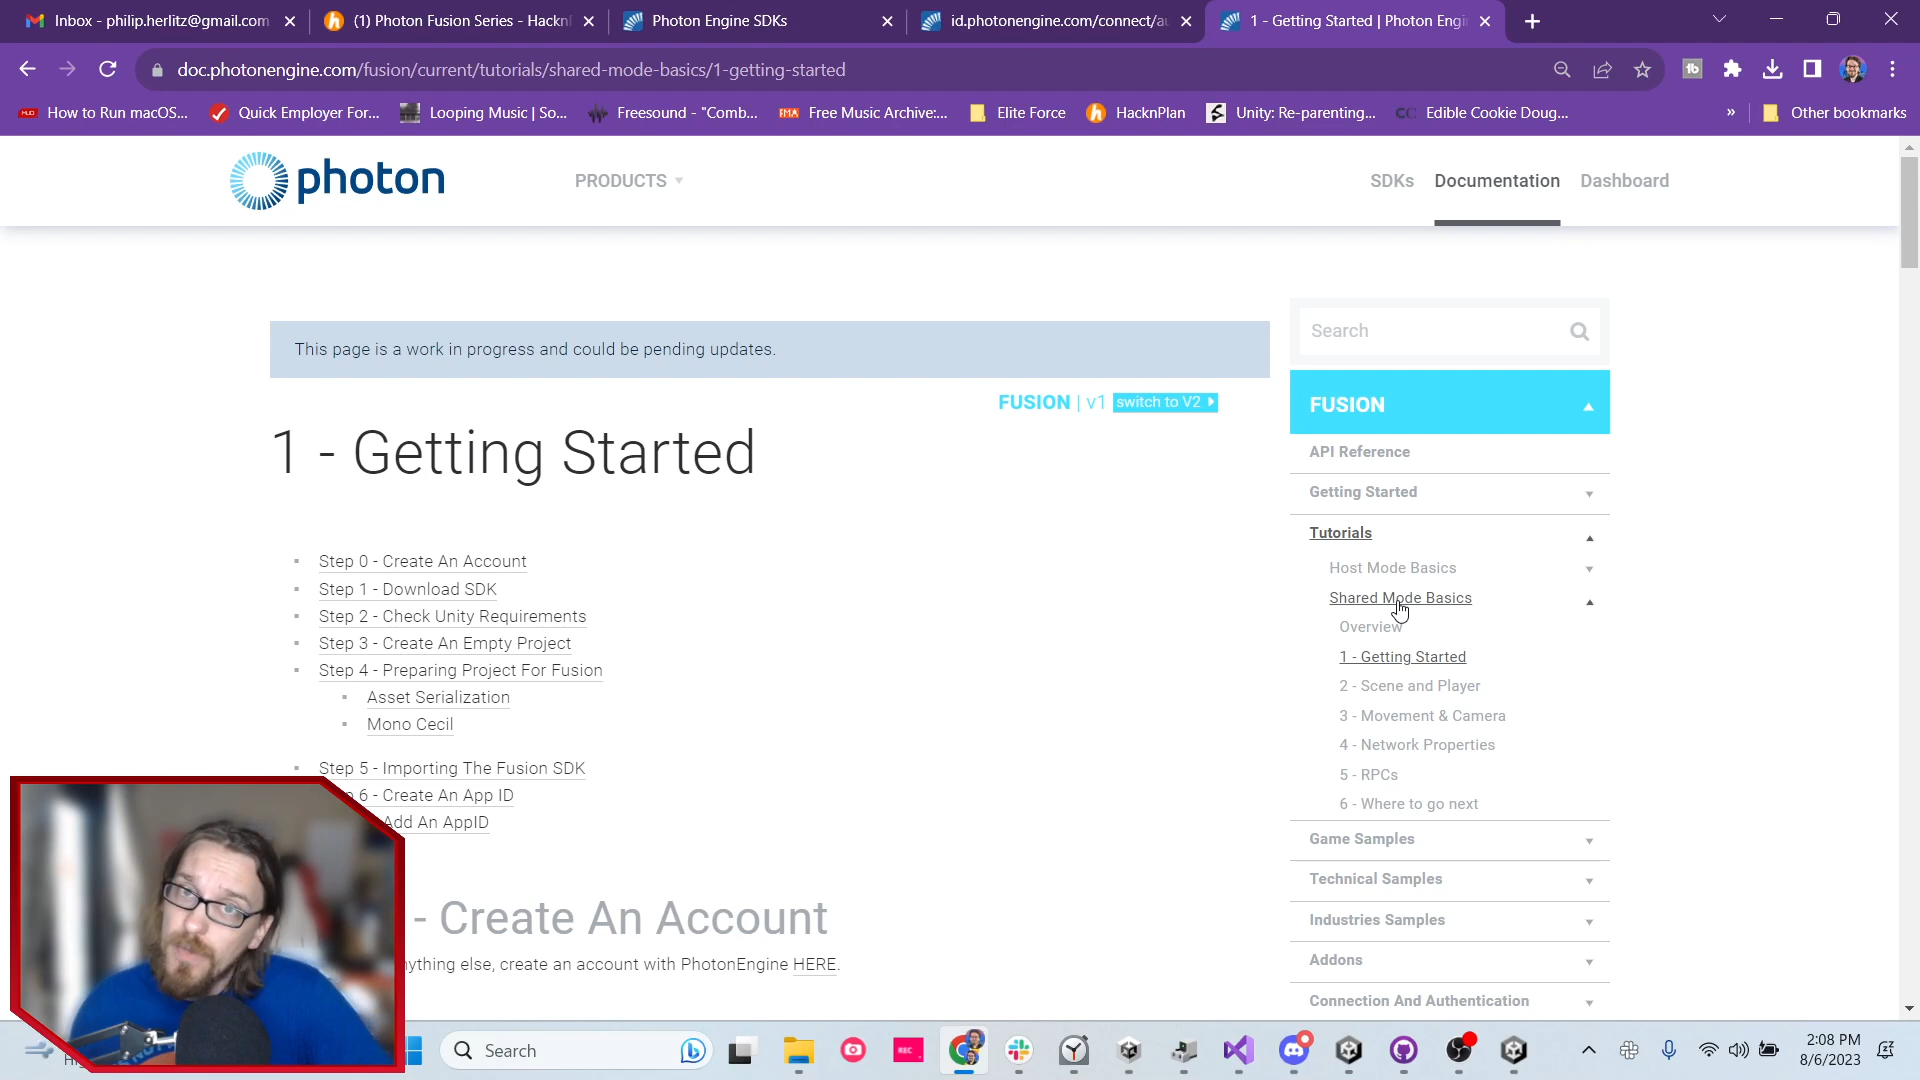 Inbox - philip.herlitz@gmail.com
(1) Photon Fusion Series - Hackn
Photon Engine SDKs
id.photonengine.com/connect/au
1 - Getting Started | Photon Engi
doc.photonengine.com/fusion/current/tutorials/shared-mode-basics/1-getting-started
How to Run macOS...
Quick Employer For...
Looping Music | So...
Freesound - "Comb...
Free Music Archive:...
Elite Force
HacknPlan
Unity: Re-parenting...
Edible Cookie Doug...
»
Other bookmarks
photon
PRODUCTS
SDKs
Documentation
Dashboard
This page is a work in progress and could be pending updates.
FUSION | v1 switch to V2
1 - Getting Started
Step 0 - Create An Account
Step 1 - Download SDK
Step 2 - Check Unity Requirements
Step 3 - Create An Empty Project
Step 4 - Preparing Project For Fusion
Asset Serialization
Mono Cecil
Step 5 - Importing The Fusion SDK
6 - Create An App ID
Add An AppID
- Create An Account
ything else, create an account with PhotonEngine HERE.
Search
FUSION
API Reference
Getting Started
Tutorials
Host Mode Basics
Shared Mode Basics
Overview
1 - Getting Started
2 - Scene and Player
3 - Movement & Camera
4 - Network Properties
5 - RPCs
6 - Where to go next
Game Samples
Technical Samples
Industries Samples
Addons
Connection And Authentication
Search
REC
2:08 PM
8/6/2023